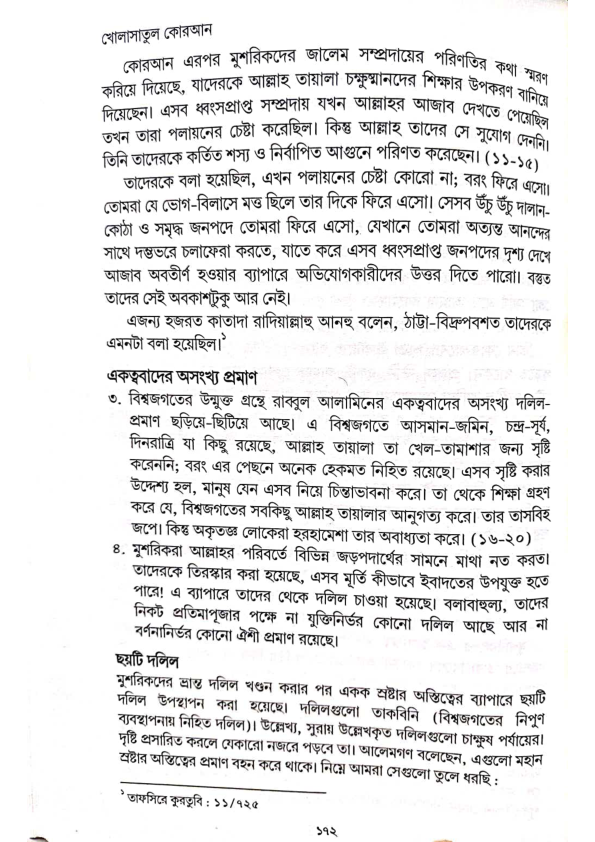 খোলাসাতুল কোরআন
কোরআন এরপর মুশরিকদের জালেম সম্প্রদায়ের পরিণতির কথা স্মরণ
করিয়ে দিয়েছে, যাদেরকে আল্লাহ তায়ালা চক্ষুষ্মানদের শিক্ষার উপকরণ বানিয়ে
দিয়েছেন। এসব ধ্বংসপ্রাপ্ত সম্প্রদায় যখন আল্লাহর আজাব দেখতে পেয়েছিল
তখন তারা পলায়নের চেষ্টা করেছিল। কিন্তু আল্লাহ তাদের সে সুযোগ দেননি।
তিনি তাদেরকে কর্তিত শস্য ও নির্বাপিত আগুনে পরিণত করেছেন। (১১-১৫)
তাদেরকে বলা হয়েছিল, এখন পলায়নের চেষ্টা কোরো না; বরং ফিরে এসো।
তোমরা যে ভোগ-বিলাসে মত্ত ছিলে তার দিকে ফিরে এসো। সেসব উঁচু উঁচু দালান-
কোঠা ও সমৃদ্ধ জনপদে তোমরা ফিরে এসো, যেখানে তোমরা অত্যন্ত আনন্দের
সাথে দম্ভভরে চলাফেরা করতে, যাতে করে এসব ধ্বংসপ্রাপ্ত জনপদের দৃশ্য দেখে
আজাব অবতীর্ণ হওয়ার ব্যাপারে অভিযোগকারীদের উত্তর দিতে পারো। বস্তুত
তাদের সেই অবকাশটুকু আর নেই।
এজন্য হজরত কাতাদা রাদিয়াল্লাহু আনহু বলেন, ঠাট্টা-বিদ্রুপবশত তাদেরকে
এমনটা বলা হয়েছিল।¹
একত্ববাদের অসংখ্য প্রমাণ
৩. বিশ্বজগতের উন্মুক্ত গ্রন্থে রাব্বুল আলামিনের একত্ববাদের অসংখ্য দলিল-
প্রমাণ ছড়িয়ে-ছিটিয়ে আছে। এ বিশ্বজগতে আসমান-জমিন, চন্দ্র-সূর্য,
দিনরাত্রি যা কিছু রয়েছে, আল্লাহ তায়ালা তা খেল-তামাশার জন্য সৃষ্টি
করেননি; বরং এর পেছনে অনেক হেকমত নিহিত রয়েছে। এসব সৃষ্টি করার
উদ্দেশ্য হল, মানুষ যেন এসব নিয়ে চিন্তাভাবনা করে। তা থেকে শিক্ষা গ্রহণ
করে যে, বিশ্বজগতের সবকিছু আল্লাহ তায়ালার আনুগত্য করে। তার তাসবিহ
জপে। কিন্তু অকৃতজ্ঞ লোকেরা হরহামেশা তার অবাধ্যতা করে। (১৬-২০)
৪. মুশরিকরা আল্লাহর পরিবর্তে বিভিন্ন জড়পদার্থের সামনে মাথা নত করত।
তাদেরকে তিরস্কার করা হয়েছে, এসব মূর্তি কীভাবে ইবাদতের উপযুক্ত হতে
পারে! এ ব্যাপারে তাদের থেকে দলিল চাওয়া হয়েছে। বলাবাহুল্য, তাদের
নিকট প্রতিমাপূজার পক্ষে না যুক্তিনির্ভর কোনো দলিল আছে আর না
বর্ণনানির্ভর কোনো ঐশী প্রমাণ রয়েছে।
ছয়টি দলিল
মুশরিকদের ভ্রান্ত দলিল খণ্ডন করার পর একক স্রষ্টার অস্তিত্বের ব্যাপারে ছয়টি
দলিল উপস্থাপন করা হয়েছে। দলিলগুলো তাকবিনি (বিশ্বজগতের নিপুণ
ব্যবস্থাপনায় নিহিত দলিল)। উল্লেখ্য, সুরায় উল্লেখকৃত দলিলগুলো চাক্ষুষ পর্যায়ের।
দৃষ্টি প্রসারিত করলে যেকারো নজরে পড়বে তা। আলেমগণ বলেছেন, এগুলো মহান
স্রষ্টার অস্তিত্বের প্রমাণ বহন করে থাকে। নিম্নে আমরা সেগুলো তুলে ধরছি :
¹ তাফসিরে কুরতুবি : ১১/৭২৫
১৭২